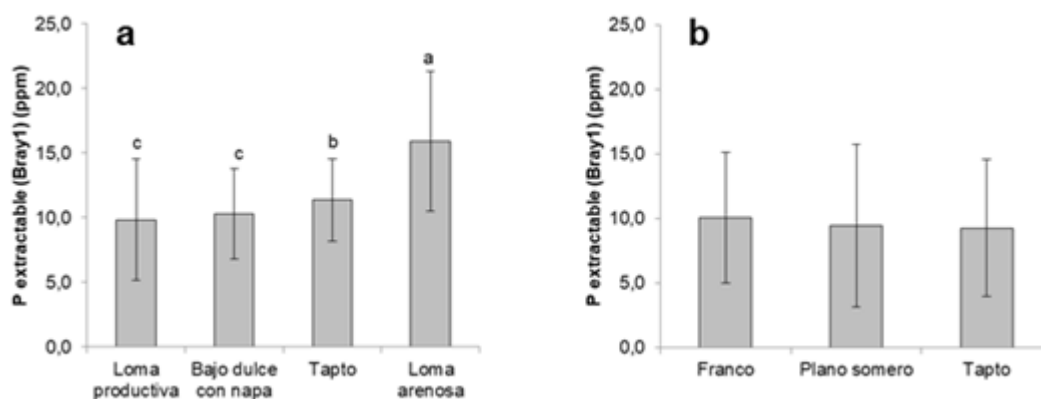 a
P extractable (Bray1) (ppm)
25,0
20,0
15,0
10,0
5,0
0,0
c
c
b
a
Loma
productiva
Bajo dulce
con napa
Tapto
Loma
arenosa
b
P extractable (Bray1) (ppm)
25,0
20,0
15,0
10,0
5,0
0,0
Franco
Plano somero
Tapto